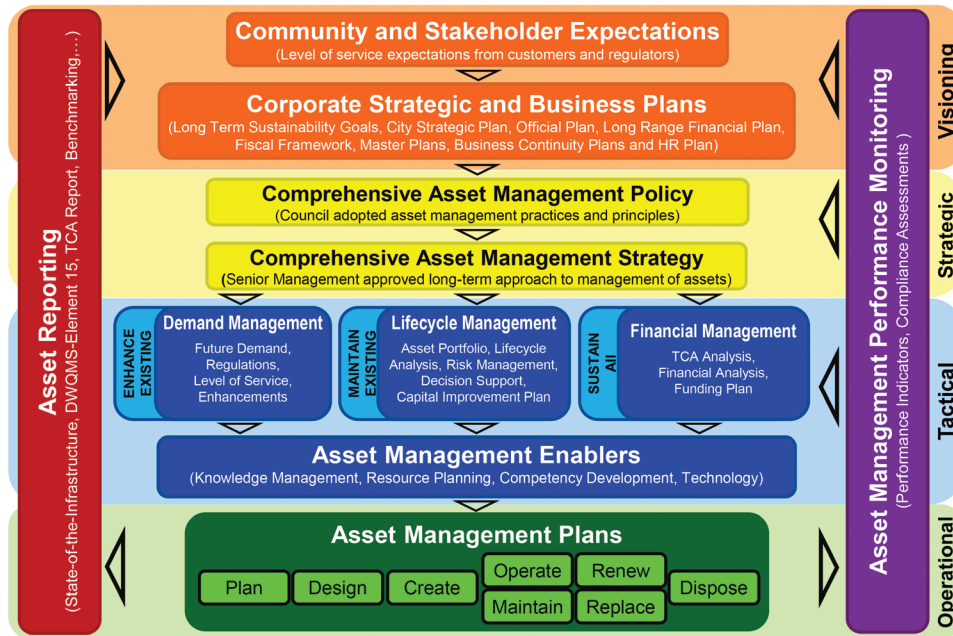 Community and Stakeholder Expectations
(Level of service expectations from customers and regulators)
Corporate Strategic and Business Plans
(Long Term Sustainability Goals, City Strategic Plan, Official Plan, Long Range Financial Plan,
Fiscal Framework, Master Plans, Business Continuity Plans and HR Plan)
Comprehensive Asset Management Policy
(Council adopted asset management practices and principles)
Comprehensive Asset Management Strategy
(Senior Management approved long-term approach to management of assets)
ENHANCE
EXISTING
Demand Management
Future Demand,
Regulations,
Level of Service,
Enhancements
MAINTAIN
EXISTING
Lifecycle Management
Asset Portfolio, Lifecycle
Analysis, Risk Management,
Decision Support,
Capital Improvement Plan
SUSTAIN
All
Financial Management
TCA Analysis,
Financial Analysis,
Funding Plan
Asset Management Enablers
(Knowledge Management, Resource Planning, Competency Development, Technology)
Asset Management Plans
Plan
Design
Create
Operate
Maintain
Renew
Replace
Dispose
Asset Reporting
(State-of-the-Infrastructure, DWQMS-Element 15, TCA Report, Benchmarking,...)
Asset Management Performance Monitoring
(Performance Indicators, Compliance Assessments )
Visioning
Strategic
Tactical
Operational